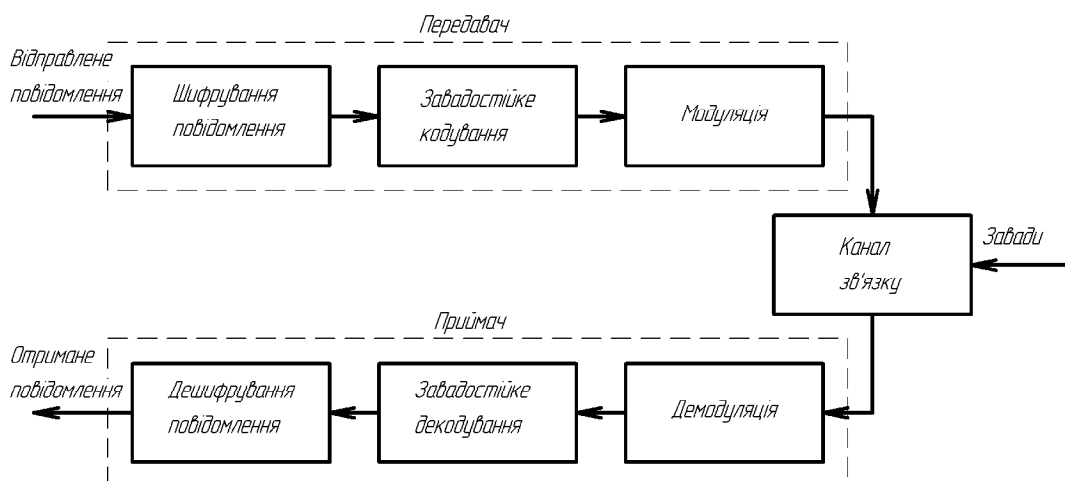 Передавач
Відправлене
повідомлення
Шифрування
повідомлення
Завадостійке
кодування
Модуляція
Канал
зв'язку
Завади
Приймач
Отримане
повідомлення
Дешифрування
повідомлення
Завадостійке
декодування
Демодуляція